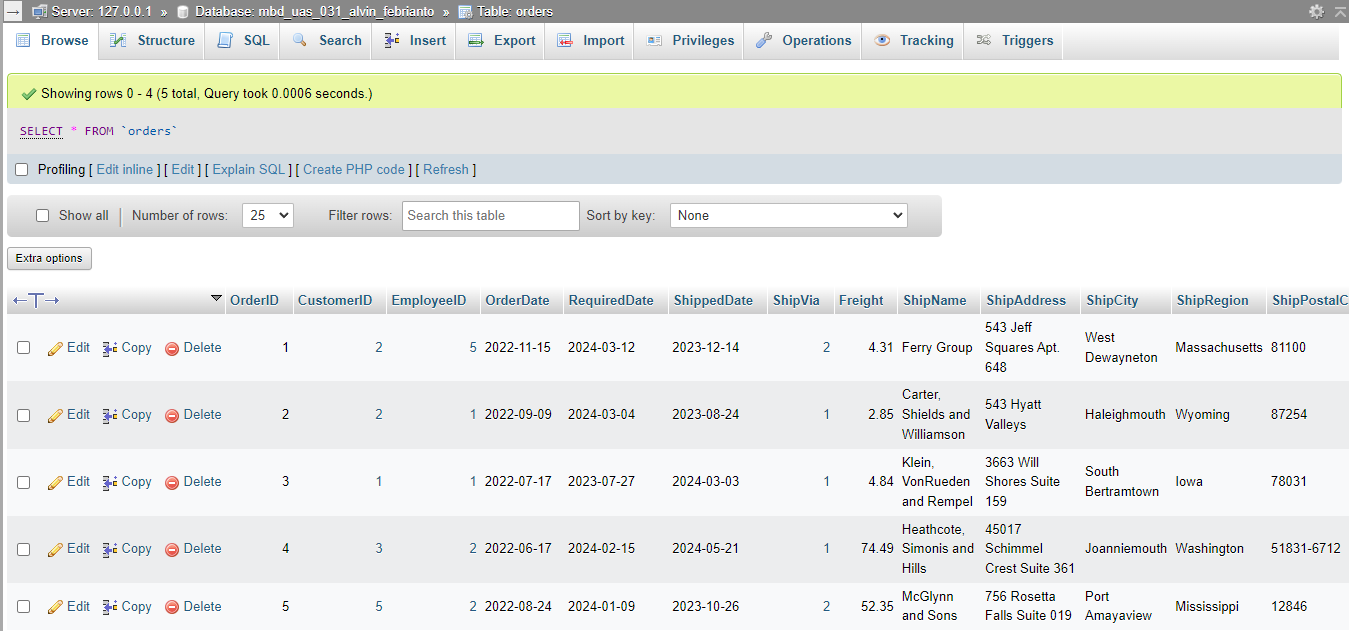 Server: 127.0.0.1 » Database: mbd_uas_031_alvin_febrianto » Table: orders
Browse Structure SQL Search Insert Export Import Privileges Operations Tracking Triggers
Showing rows 0 - 4 (5 total, Query took 0.0006 seconds.)
SELECT * FROM `orders`
Profiling [ Edit inline ] [ Edit ] [ Explain SQL ] [ Create PHP code ] [ Refresh ]
Show all Number of rows: 25 Filter rows: Search this table Sort by key: None
Extra options
←T→ OrderID CustomerID EmployeeID OrderDate RequiredDate ShippedDate ShipVia Freight ShipName ShipAddress ShipCity ShipRegion ShipPostalC
Edit Copy Delete 1 2 5 2022-11-15 2024-03-12 2023-12-14 2 4.31 Ferry Group 543 Jeff
Squares Apt.
648 West
Dewayneton Massachusetts 81100
Edit Copy Delete 2 2 1 2022-09-09 2024-03-04 2023-08-24 1 2.85 Carter,
Shields and
Williamson 543 Hyatt
Valleys Haleighmouth Wyoming 87254
Edit Copy Delete 3 1 1 2022-07-17 2023-07-27 2024-03-03 1 4.84 Klein,
VonRueden
and Rempel 3663 Will
Shores Suite
159 South
Bertramtown Iowa 78031
Edit Copy Delete 4 3 2 2022-06-17 2024-02-15 2024-05-21 1 74.49 Heathcote,
Simonis and
Hills 45017
Schimmel
Crest Suite 361 Joanniemouth Washington 51831-6712
Edit Copy Delete 5 5 2 2022-08-24 2024-01-09 2023-10-26 2 52.35 McGlynn
and Sons 756 Rosetta
Falls Suite 019 Port
Amayaview Mississippi 12846